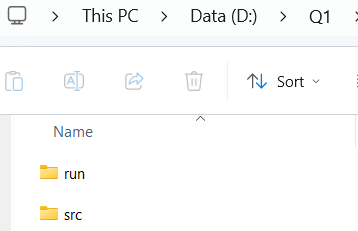 This PC > Data (D:) > Q1 >
Sort
Name
run
src